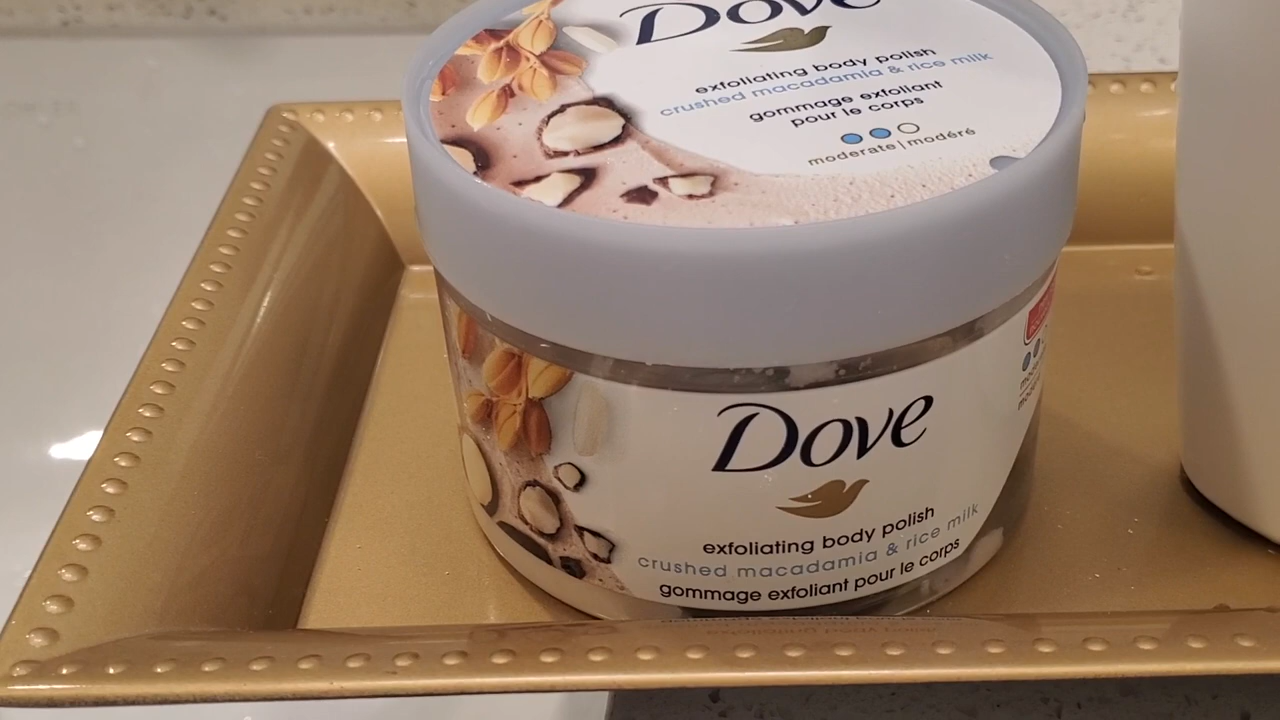 Dove
exfoliating body polish
crushed macadamia & rice milk
gommage exfoliant
pour le corps
moderate|modéré
Dove
exfoliating body polish
crushed macadamia & rice milk
gommage exfoliant pour le corps